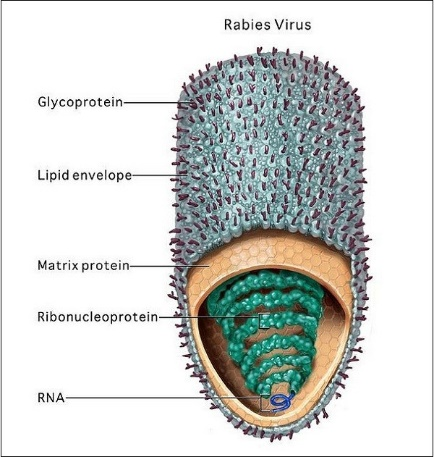 Rabies Virus
Glycoprotein
Lipid envelope
Matrix protein
Ribonucleoprotein
RNA